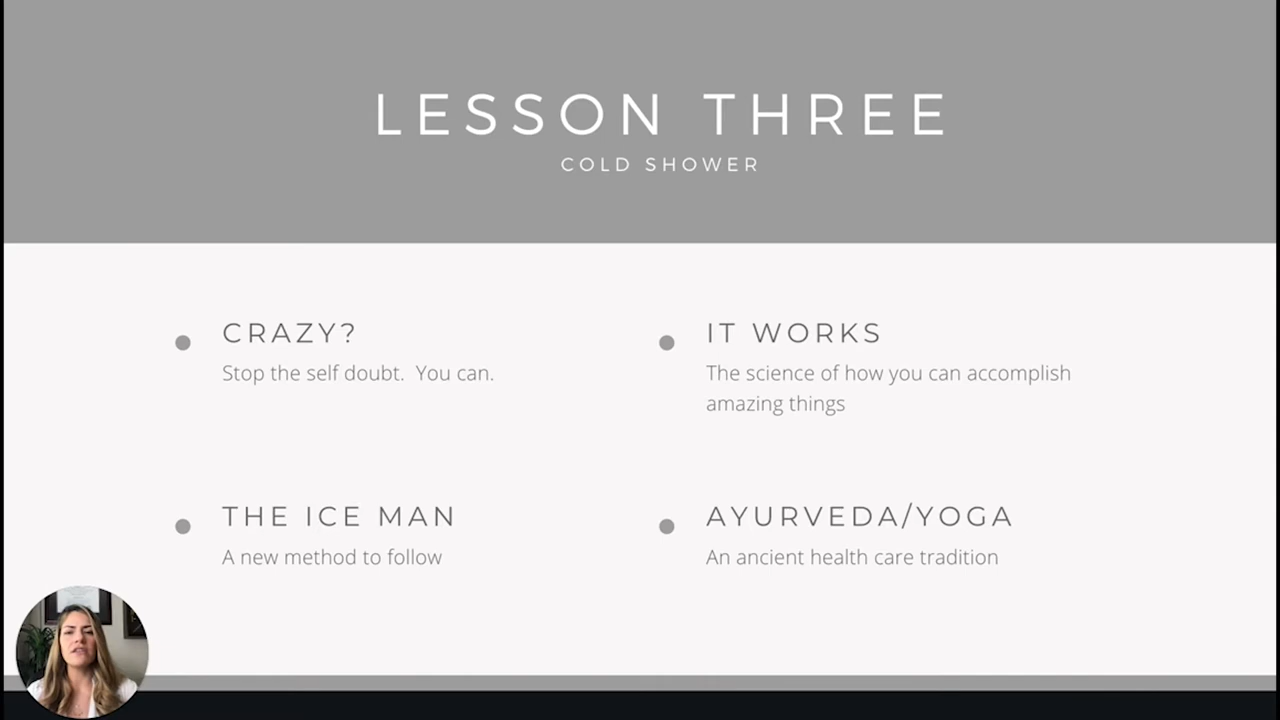 LESSON THREE
COLD SHOWER
CRAZY?
Stop the self doubt.  You can.
IT WORKS
The science of how you can accomplish
amazing things
THE ICE MAN
A new method to follow
AYURVEDA/YOGA
An ancient health care tradition